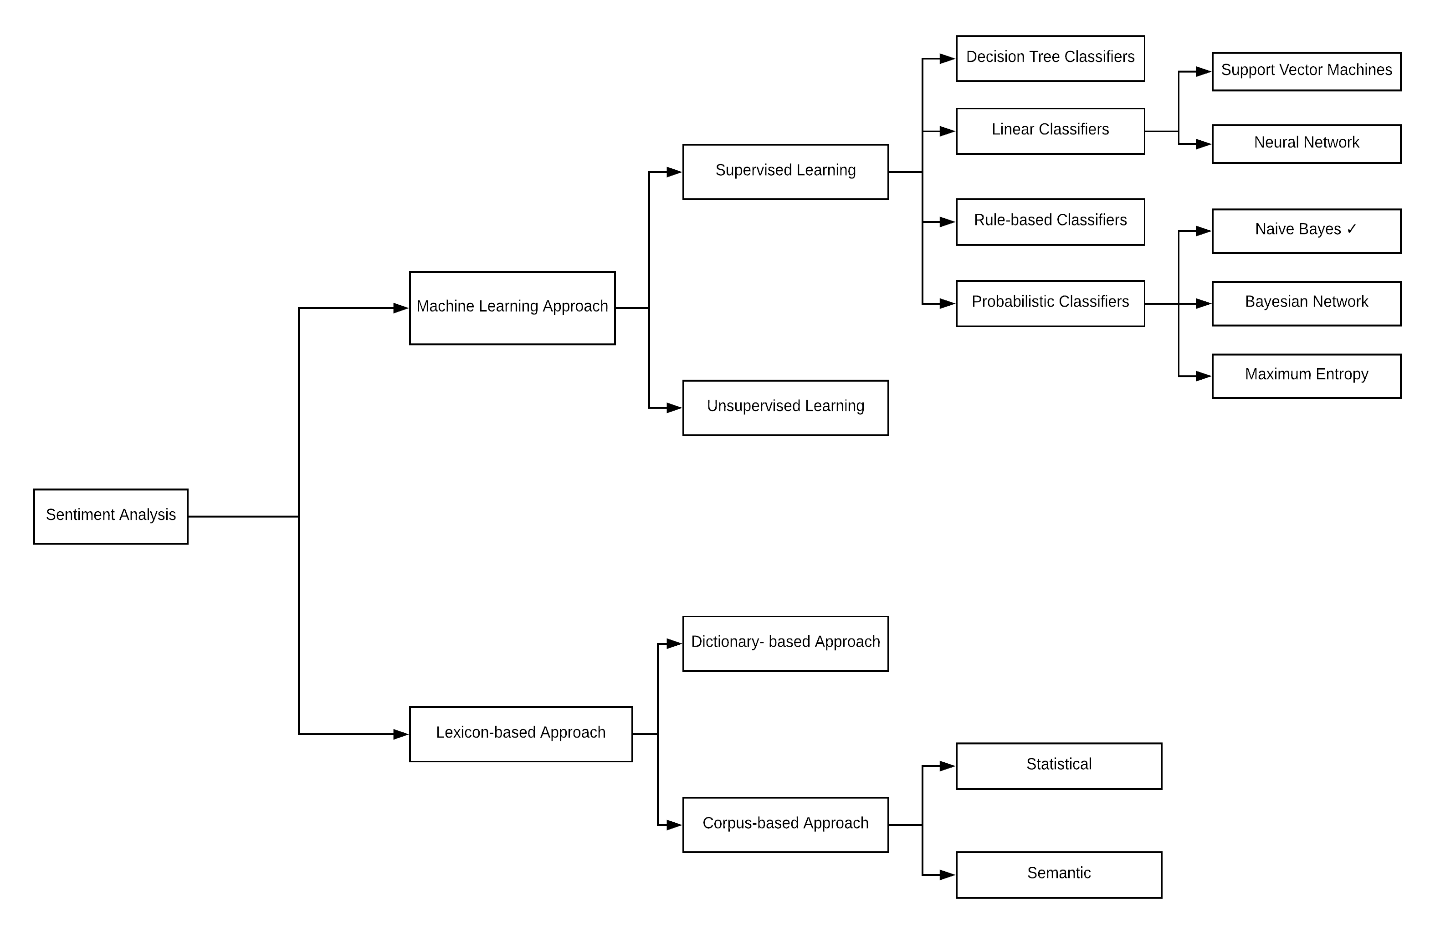 Sentiment Analysis
Machine Learning Approach
Lexicon-based Approach
Supervised Learning
Unsupervised Learning
Dictionary- based Approach
Corpus-based Approach
Decision Tree Classifiers
Linear Classifiers
Rule-based Classifiers
Probabilistic Classifiers
Statistical
Semantic
Support Vector Machines
Neural Network
Naive Bayes ✓
Bayesian Network
Maximum Entropy